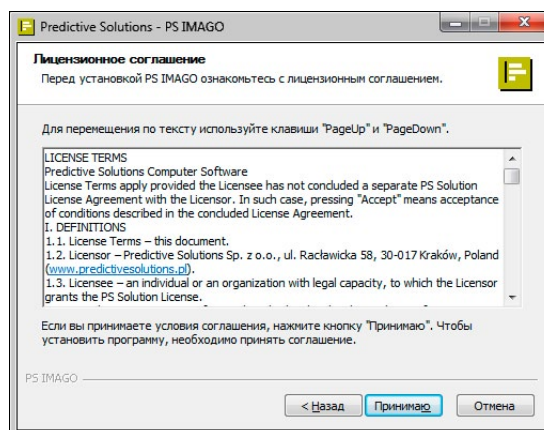 Predictive Solutions - PS IMAGO
Лицензионное соглашение
Перед установкой PS IMAGO ознакомьтесь с лицензионным соглашением.
Для перемещения по тексту используйте клавиши "PageUp" и "PageDown".
LICENSE TERMS
Predictive Solutions Computer Software
License Terms apply provided the Licensee has not concluded a separate PS Solution
License Agreement with the Licensor. In such case, pressing "Accept" means acceptance
of conditions described in the concluded License Agreement.
I. DEFINITIONS
1.1. License Terms – this document.
1.2. Licensor – Predictive Solutions Sp. z o.o., ul. Racławicka 58, 30-017 Kraków, Poland
(www.predictivesolutions.pl).
1.3. Licensee – an individual or an organization with legal capacity, to which the Licensor
grants the PS Solution License.
Если вы принимаете условия соглашения, нажмите кнопку "Принимаю". Чтобы
установить программу, необходимо принять соглашение.
PS IMAGO
< Назад Принимаю Отмена